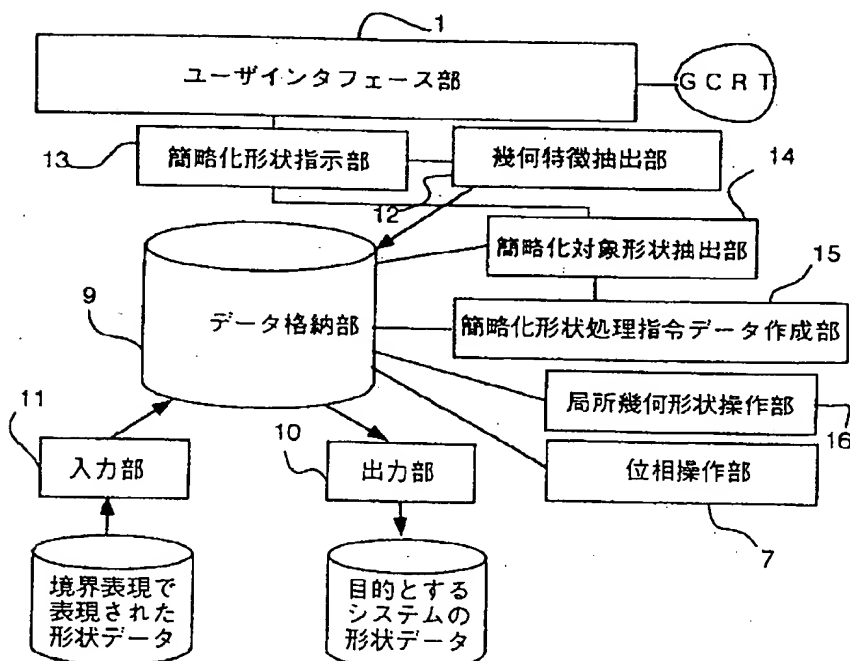 1
ユーザインタフェース部
G C R T
13
簡略化形状指示部
幾何特徴抽出部
14
12
簡略化対象形状抽出部
15
9
データ格納部
簡略化形状処理指令データ作成部
局所幾何形状操作部
16
11
入力部
10
出力部
位相操作部
7
境界表現で
表現された
形状データ
目的とする
システムの
形状データ